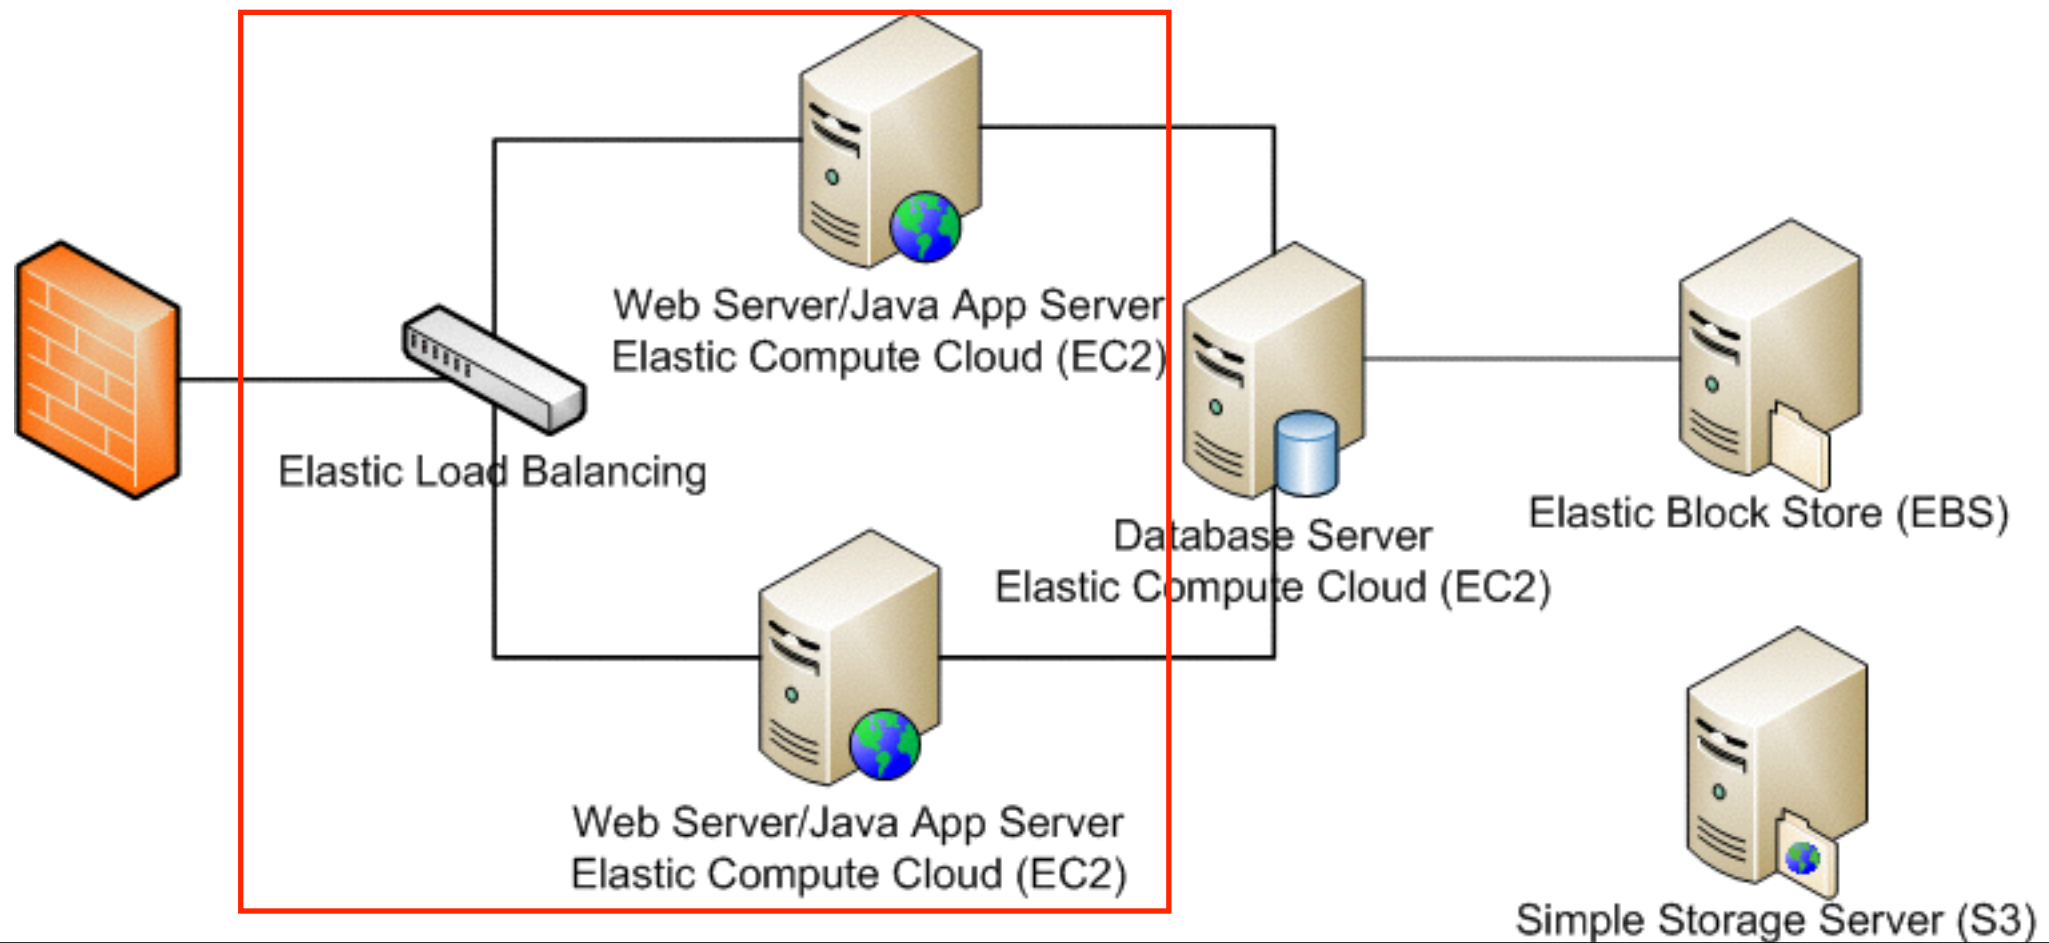 Web Server/Java App Server
Elastic Compute Cloud (EC2)
Elastic Load Balancing
Database Server
Elastic Compute Cloud (EC2)
Elastic Block Store (EBS)
Web Server/Java App Server
Elastic Compute Cloud (EC2)
Simple Storage Server (S3)